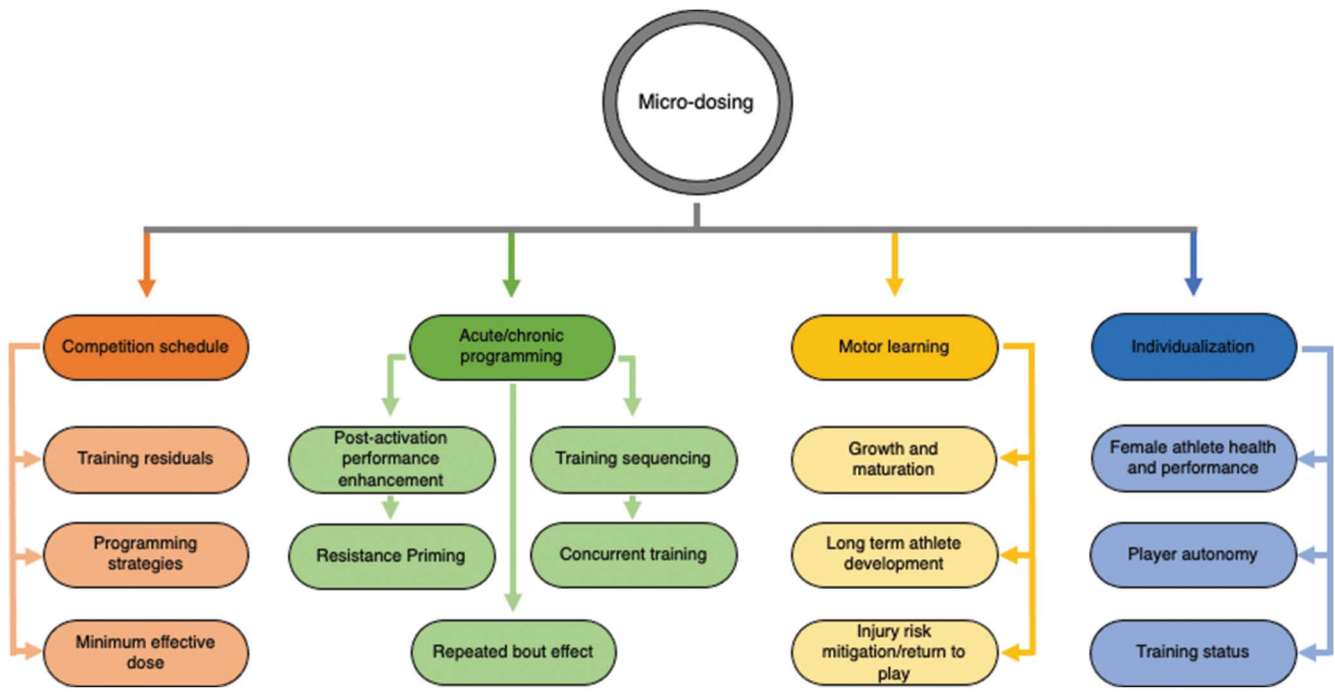 Micro-dosing
Competition schedule
Training residuals
Programming
strategies
Minimum effective
dose
Acute/chronic
programming
Post-activation
performance
enhancement
Resistance Priming
Training sequencing
Concurrent training
Repeated bout effect
Motor learning
Growth and
maturation
Long term athlete
development
Injury risk
mitigation/return to
play
Individualization
Female athlete health
and performance
Player autonomy
Training status